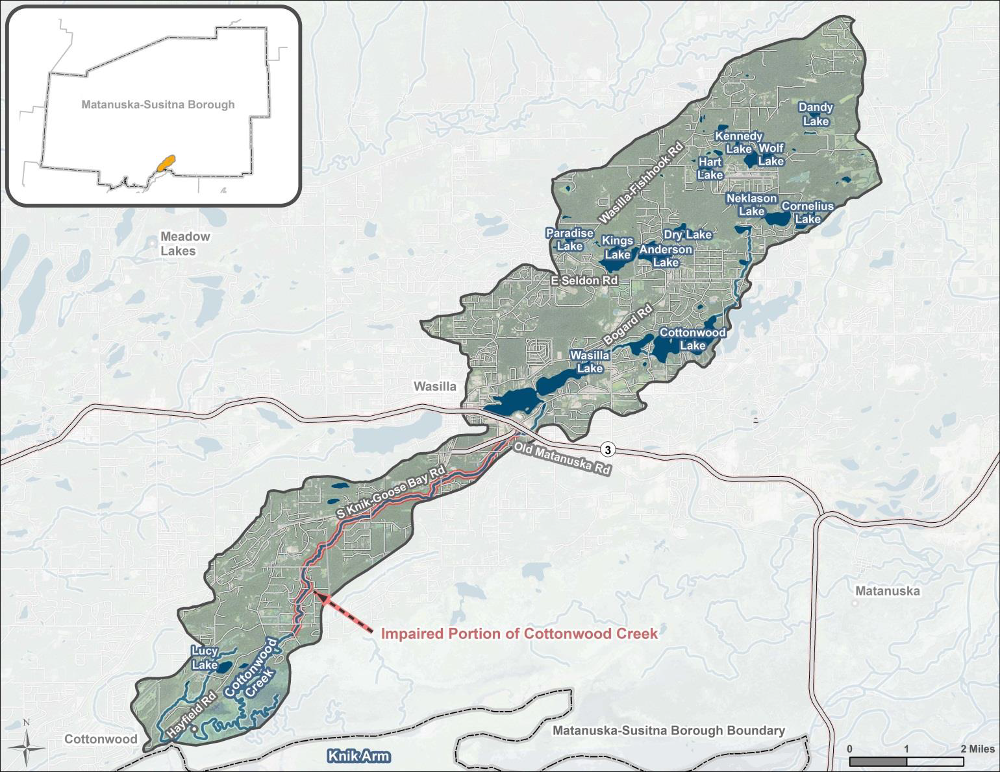 Matanuska-Susitna Borough
Dandy
Lake
Kennedy
Lake
Wolf
Lake
Hart
Lake
Wasilla-Fishhook Rd
Neklason
Lake
Cornelius
Lake
Meadow
Lakes
Paradise
Lake
Kings
Lake
Dry Lake
Anderson
Lake
E Seldon Rd
Bogard Rd
Cottonwood
Lake
Wasilla
Lake
Wasilla
3
Old Matanuska Rd
S Knik-Goose Bay Rd
Matanuska
Impaired Portion of Cottonwood Creek
Lucy
Lake
Cottonwood
Creek
Hayfield Rd
N
Cottonwood
Knik Arm
Matanuska-Susitna Borough Boundary
0 1 2 Miles